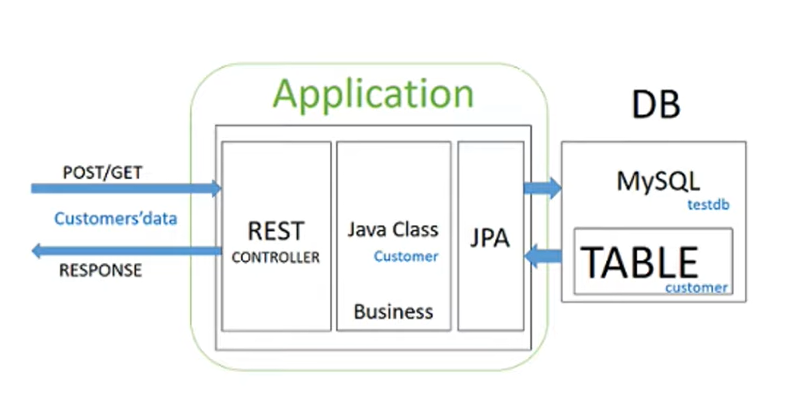 Application
DB
POST/GET
Customers'data
RESPONSE
REST
CONTROLLER
Java Class
Customer
Business
JPA
MySQL
testdb
TABLE
customer